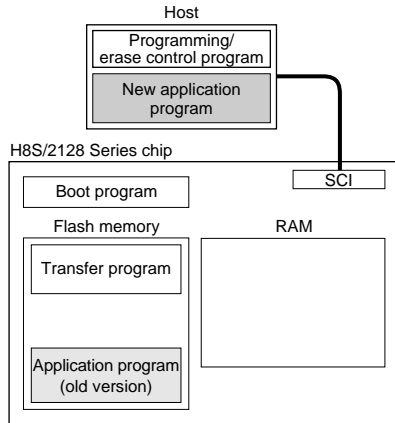 Host
Programming/
erase control program
New application
program
H8S/2128 Series chip
SCI
Boot program
Flash memory
RAM
Transfer program
Application program
(old version)